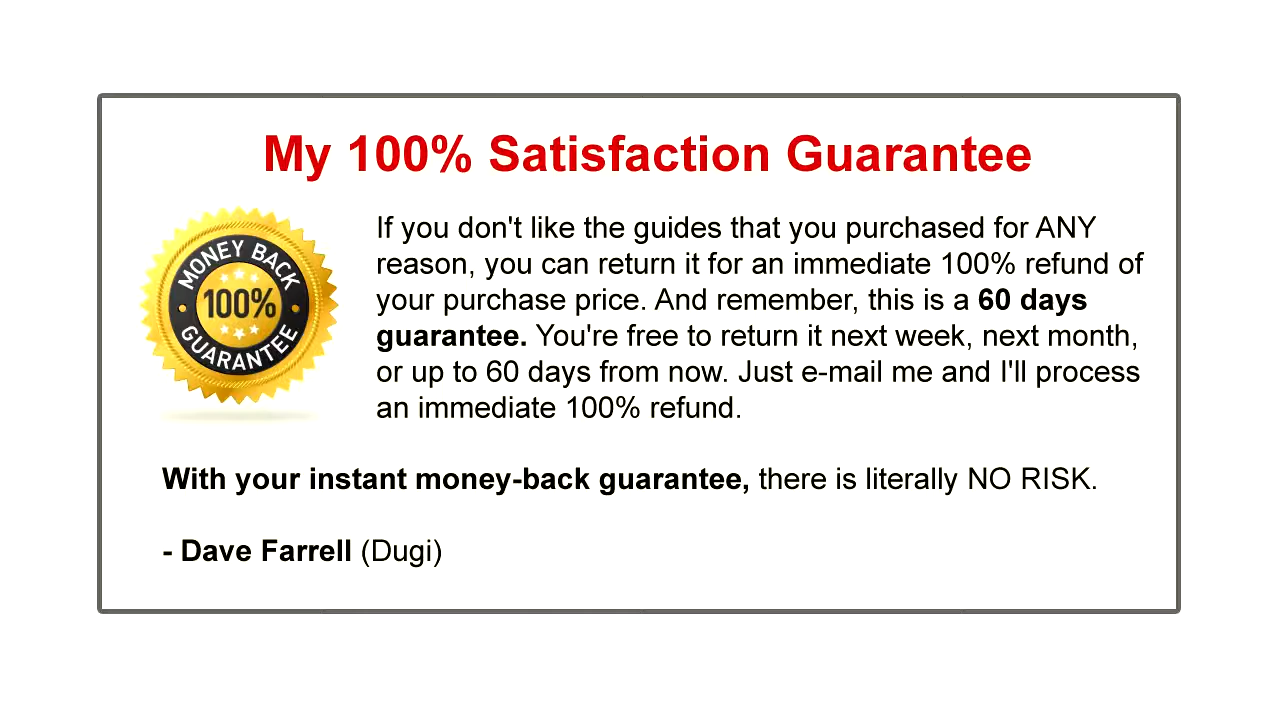 My 100% Satisfaction Guarantee
MONEY BACK
100%
GUARANTEE
If you don't like the guides that you purchased for ANY
reason, you can return it for an immediate 100% refund of
your purchase price. And remember, this is a 60 days
guarantee. You're free to return it next week, next month,
or up to 60 days from now. Just e-mail me and I'll process
an immediate 100% refund.
With your instant money-back guarantee, there is literally NO RISK.
- Dave Farrell (Dugi)